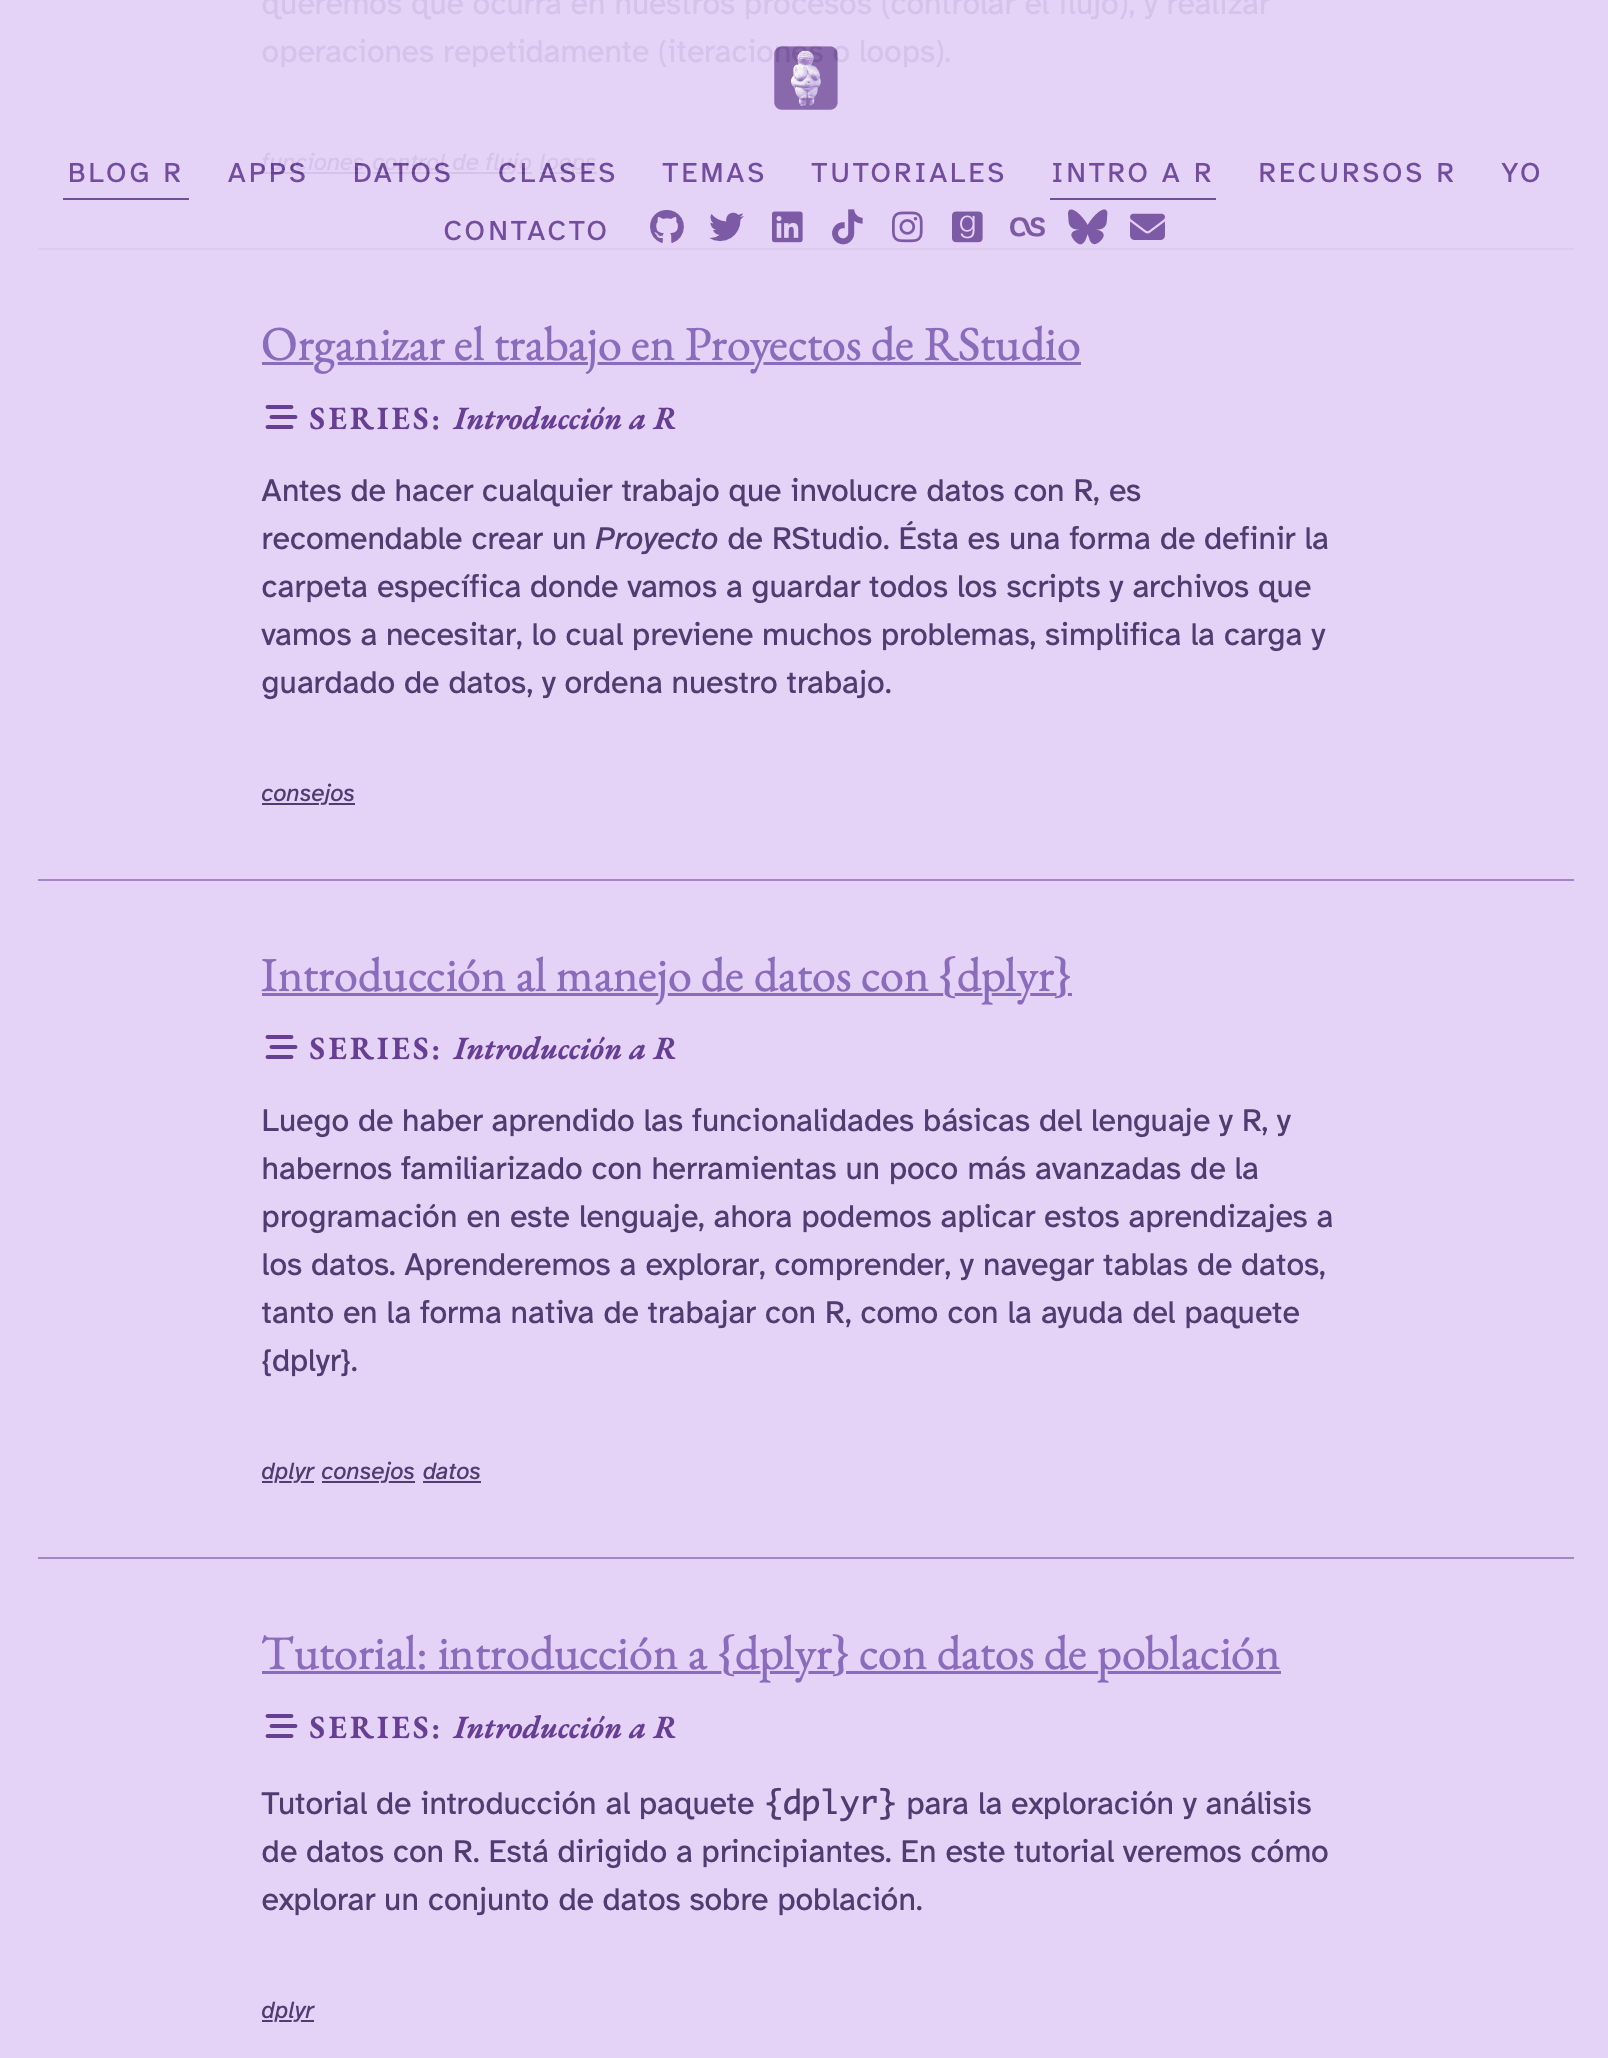 queremos que ocurra en nuestros procesos (controlar el flujo), y realizar
operaciones repetidamente (iteraciones o loops).
funciones control de flujo loops
BLOG R APPS DATOS CLASES TEMAS TUTORIALES INTRO A R RECURSOS R YO
CONTACTO
Organizar el trabajo en Proyectos de RStudio
SERIES: Introducción a R
Antes de hacer cualquier trabajo que involucre datos con R, es
recomendable crear un Proyecto de RStudio. Ésta es una forma de definir la
carpeta específica donde vamos a guardar todos los scripts y archivos que
vamos a necesitar, lo cual previene muchos problemas, simplifica la carga y
guardado de datos, y ordena nuestro trabajo.
consejos
Introducción al manejo de datos con {dplyr}
SERIES: Introducción a R
Luego de haber aprendido las funcionalidades básicas del lenguaje y R, y
habernos familiarizado con herramientas un poco más avanzadas de la
programación en este lenguaje, ahora podemos aplicar estos aprendizajes a
los datos. Aprenderemos a explorar, comprender, y navegar tablas de datos,
tanto en la forma nativa de trabajar con R, como con la ayuda del paquete
{dplyr}.
dplyr consejos datos
Tutorial: introducción a {dplyr} con datos de población
SERIES: Introducción a R
Tutorial de introducción al paquete {dplyr} para la exploración y análisis
de datos con R. Está dirigido a principiantes. En este tutorial veremos cómo
explorar un conjunto de datos sobre población.
dplyr